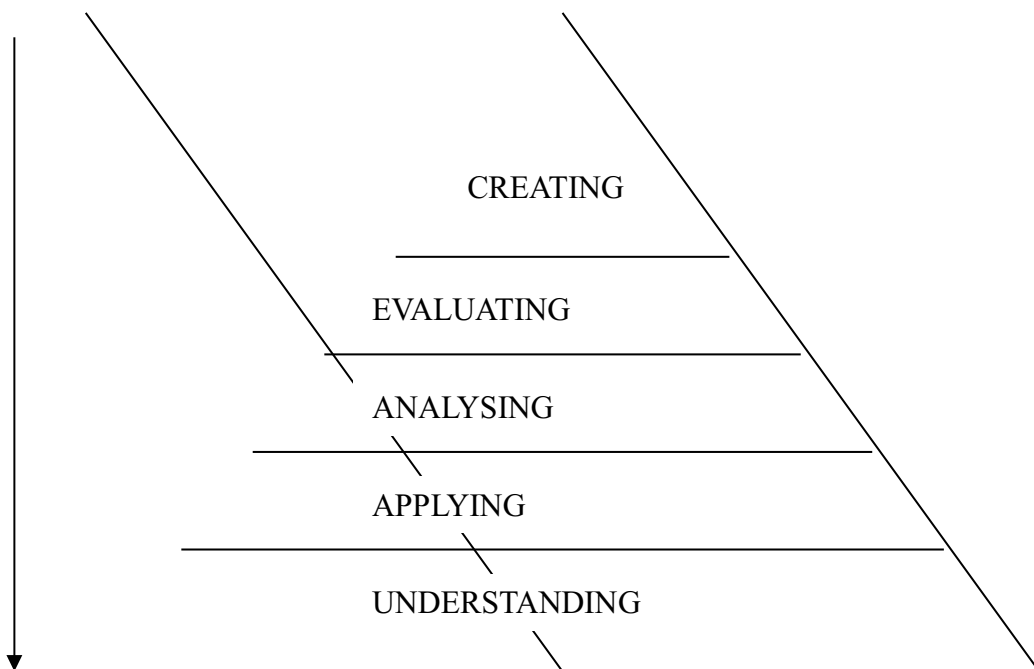 CREATING
EVALUATING
ANALYSING
APPLYING
UNDERSTANDING